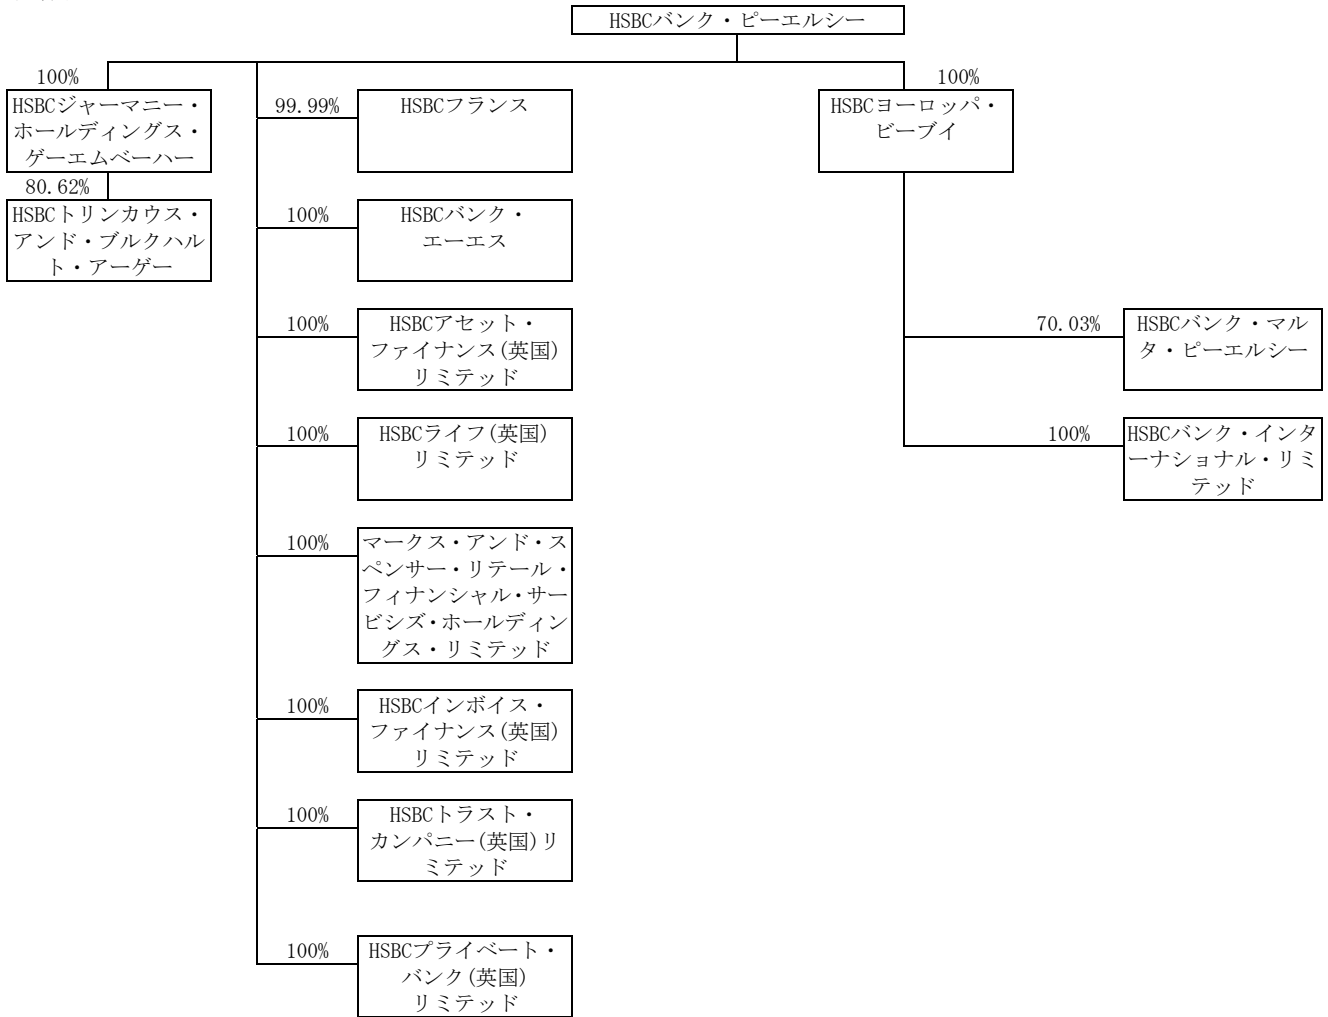 HSBCバンク・ピーエルシー
100%
HSBCジャーマニー・
ホールディングス・
ゲーエムベーハー
80.62%
HSBCトリンカウス・
アンド・ブルクハル
ト・アーゲー
99.99%
HSBCフランス
100%
HSBCバンク・
エーエス
100%
HSBCアセット・
ファイナンス(英国)
リミテッド
100%
HSBCライフ(英国)
リミテッド
100%
マークス・アンド・ス
ペンサー・リテール・
フィナンシャル・サー
ビシズ・ホールディン
グス・リミテッド
100%
HSBCインボイス・
ファイナンス(英国)
リミテッド
100%
HSBCトラスト・
カンパニー(英国)リ
ミテッド
100%
HSBCプライベート・
バンク(英国)
リミテッド
100%
HSBCヨーロッパ・
ビーブイ
70.03%
HSBCバンク・マル
タ・ピーエルシー
100%
HSBCバンク・インタ
ーナショナル・リミ
テッド